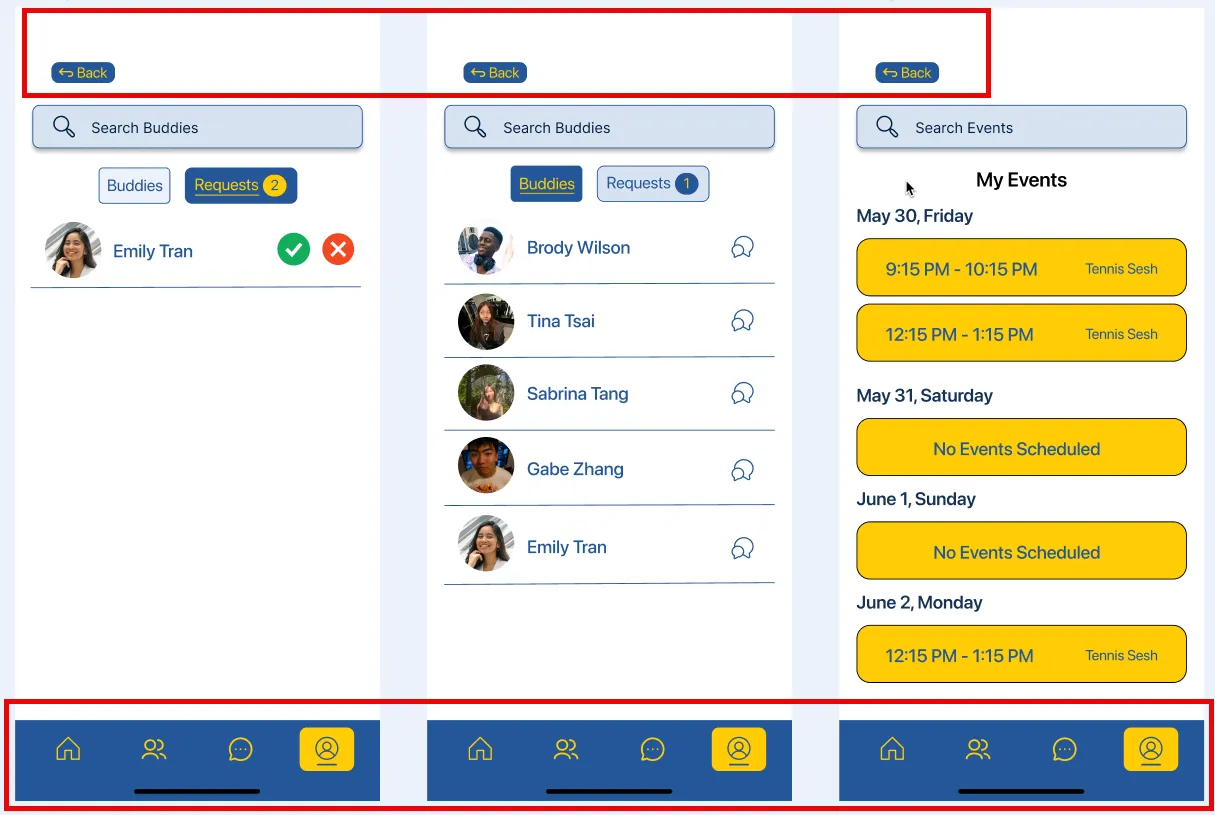 Back
Search Buddies
Buddies
Requests 2
Emily Tran
Back
Search Buddies
Buddies
Requests 1
Brody Wilson
Tina Tsai
Sabrina Tang
Gabe Zhang
Emily Tran
Back
Search Events
My Events
May 30, Friday
9:15 PM - 10:15 PM Tennis Sesh
12:15 PM - 1:15 PM Tennis Sesh
May 31, Saturday
No Events Scheduled
June 1, Sunday
No Events Scheduled
June 2, Monday
12:15 PM - 1:15 PM Tennis Sesh